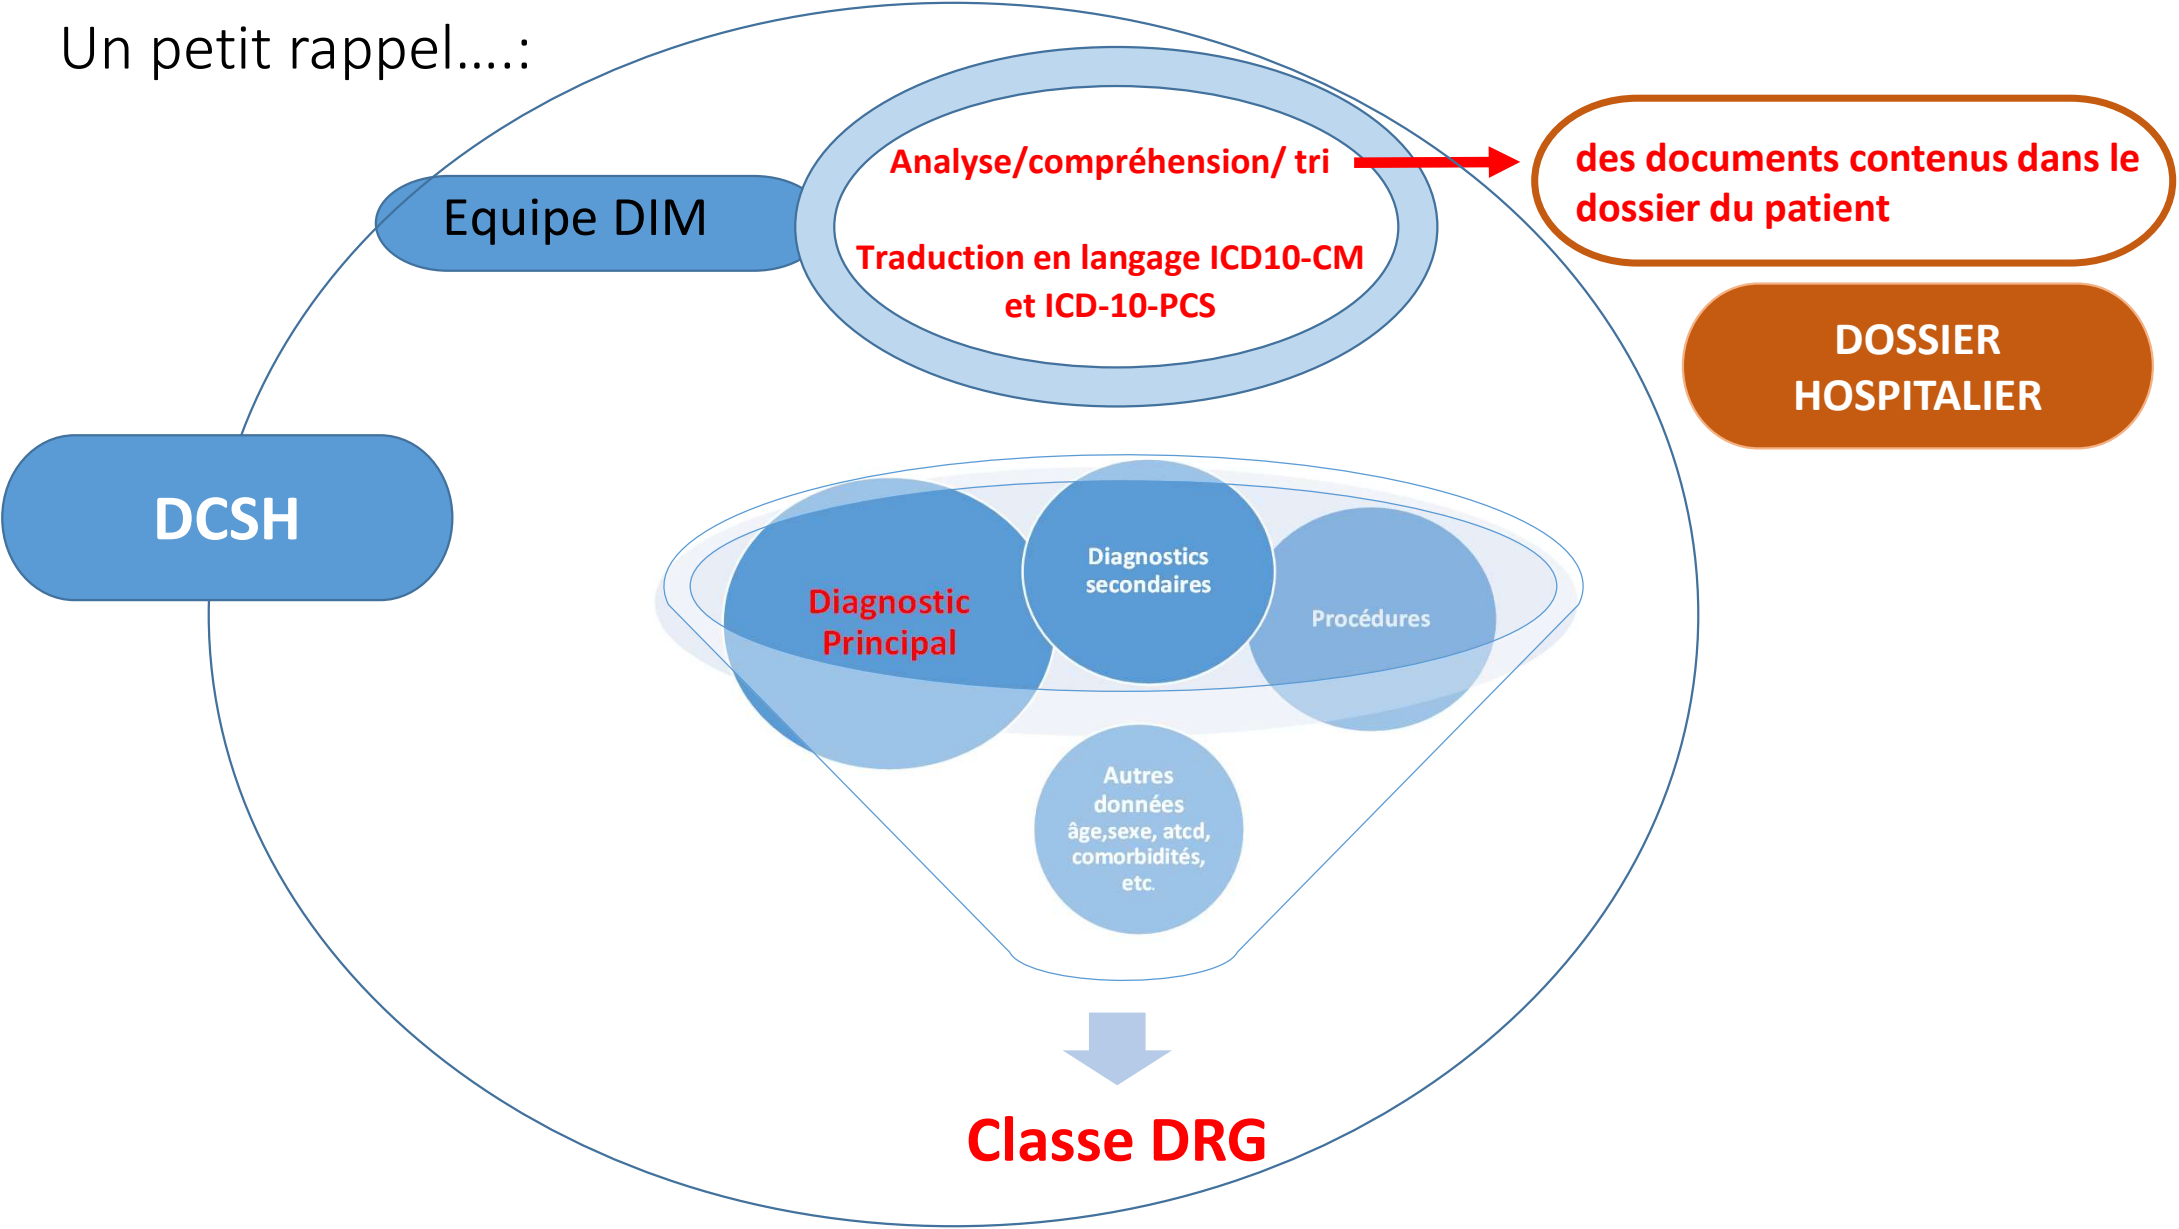 Un petit rappel....:
Equipe DIM
Analyse/compréhension/ tri
Traduction en langage ICD10-CM
et ICD-10-PCS
des documents contenus dans le
dossier du patient
DOSSIER
HOSPITALIER
DCSH
Diagnostic
Principal
Diagnostics
secondaires
Procédures
Autres
données
âge,sexe, atcd,
comorbidités,
etc.
Classe DRG